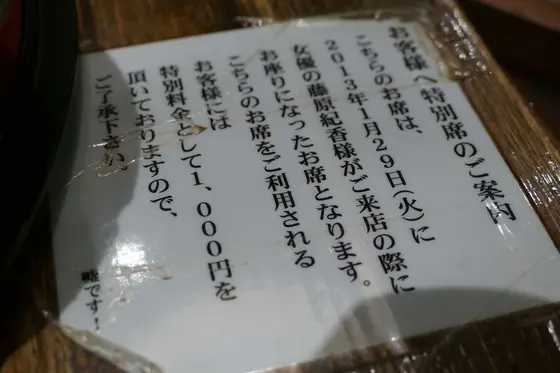 お客様へ特別席のご案内
こちらのお席は、
2013年1月29日(火)に
女優の藤原紀香様がご来店の際に
お座りになったお席となります。
こちらのお席をご利用される
お客様には
特別料金として1,000円を
頂いておりますので、
ご了承下さい。
嘘です!